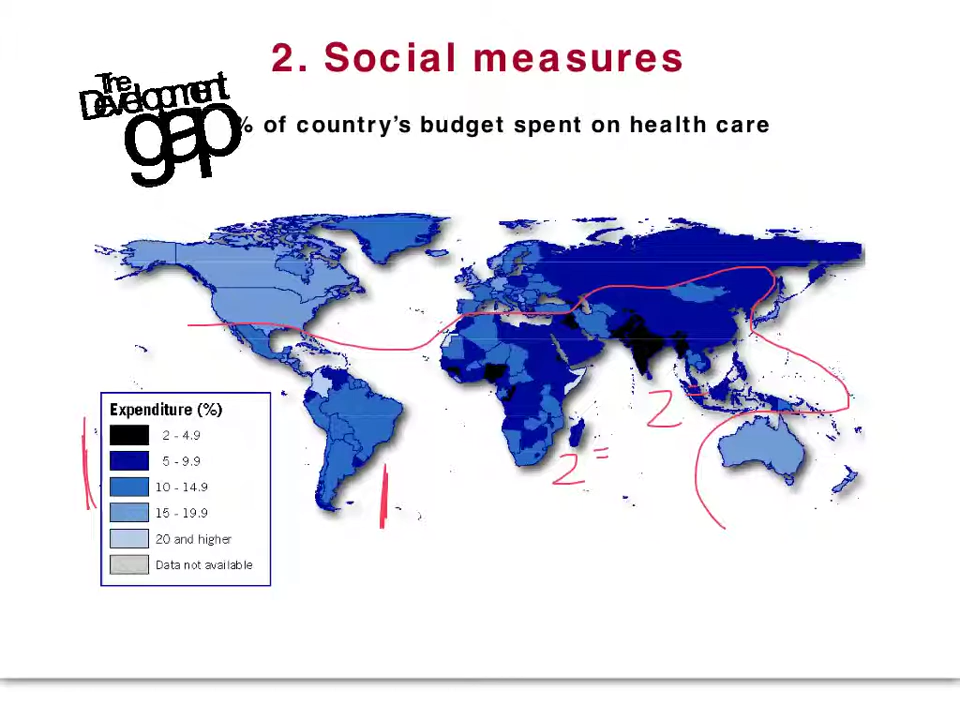 2. Social measures
The
Development
gap
% of country's budget spent on health care
Expenditure (%)
2 - 4.9
5 - 9.9
10 - 14.9
15 - 19.9
20 and higher
Data not available
2 =
2 =